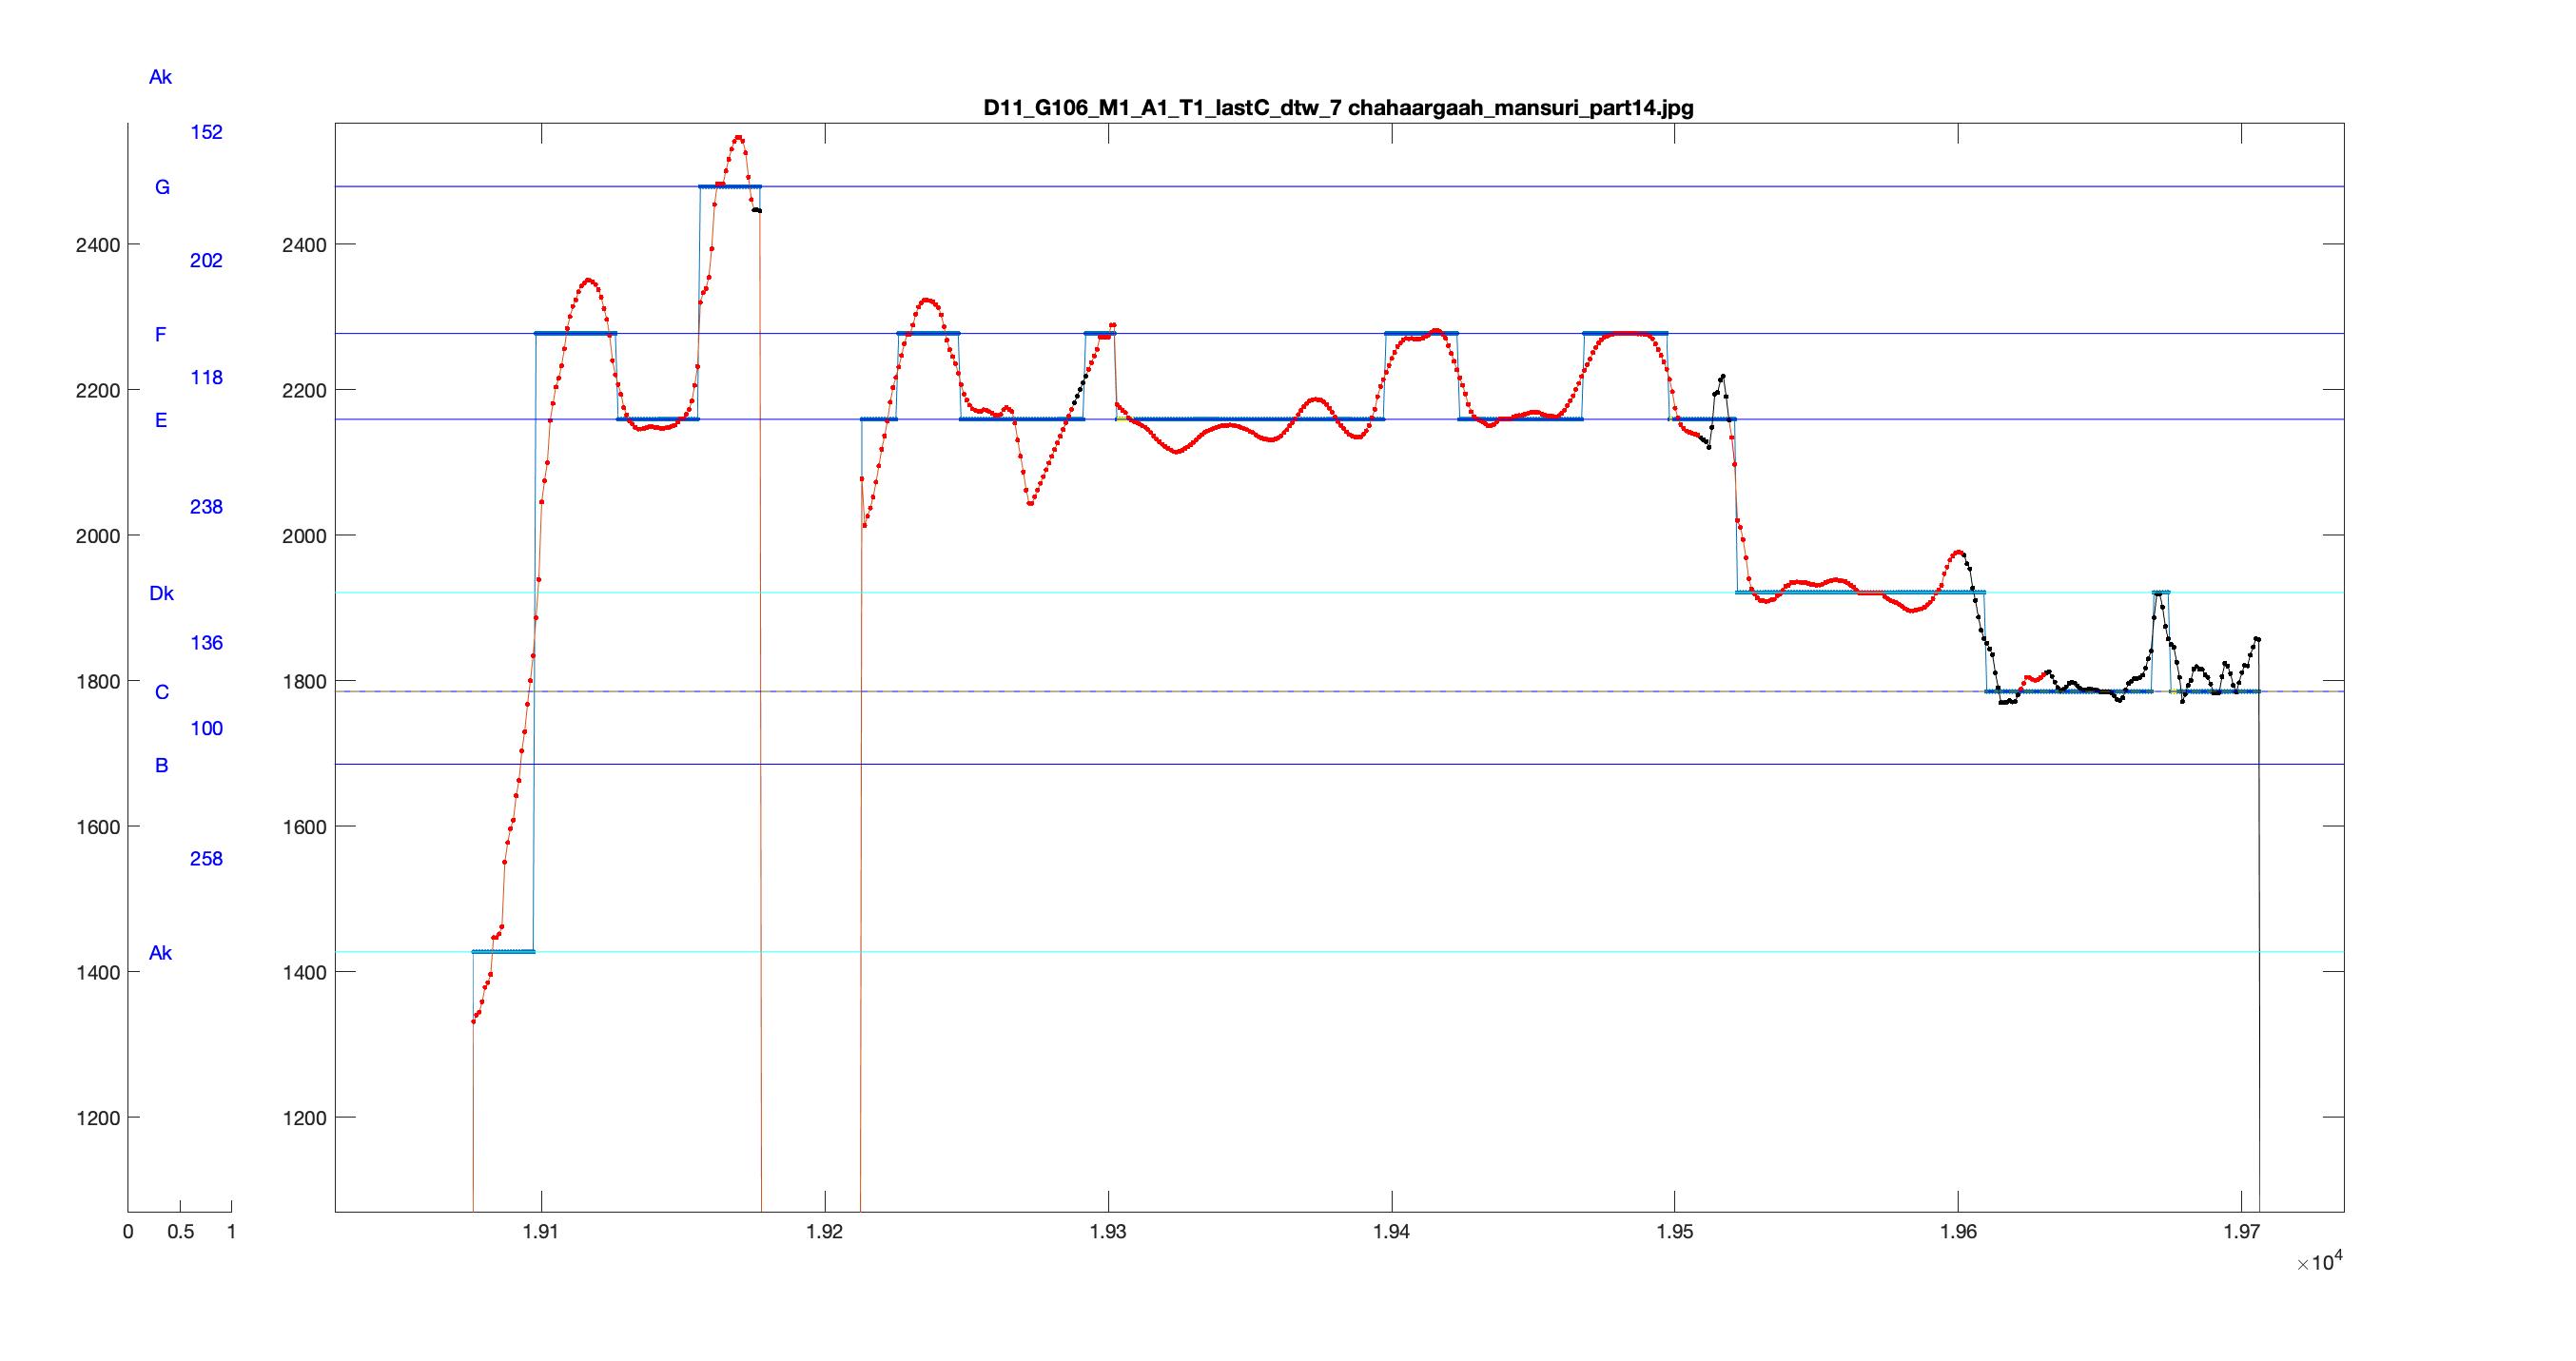 D11_G106_M1_A1_T1_lastC_dtw_7 chahaargaah_mansuri_part14.jpg
Ak
152
G
2400 202 2400
F
118
2200 2200
E
238
2000 2000
Dk
136
1800 1800
C
100
B
1600 1600
258
Ak
1400 1400
1200 1200
0 0.5 1 1.91 1.92 1.93 1.94 1.95 1.96 1.97
×10^4